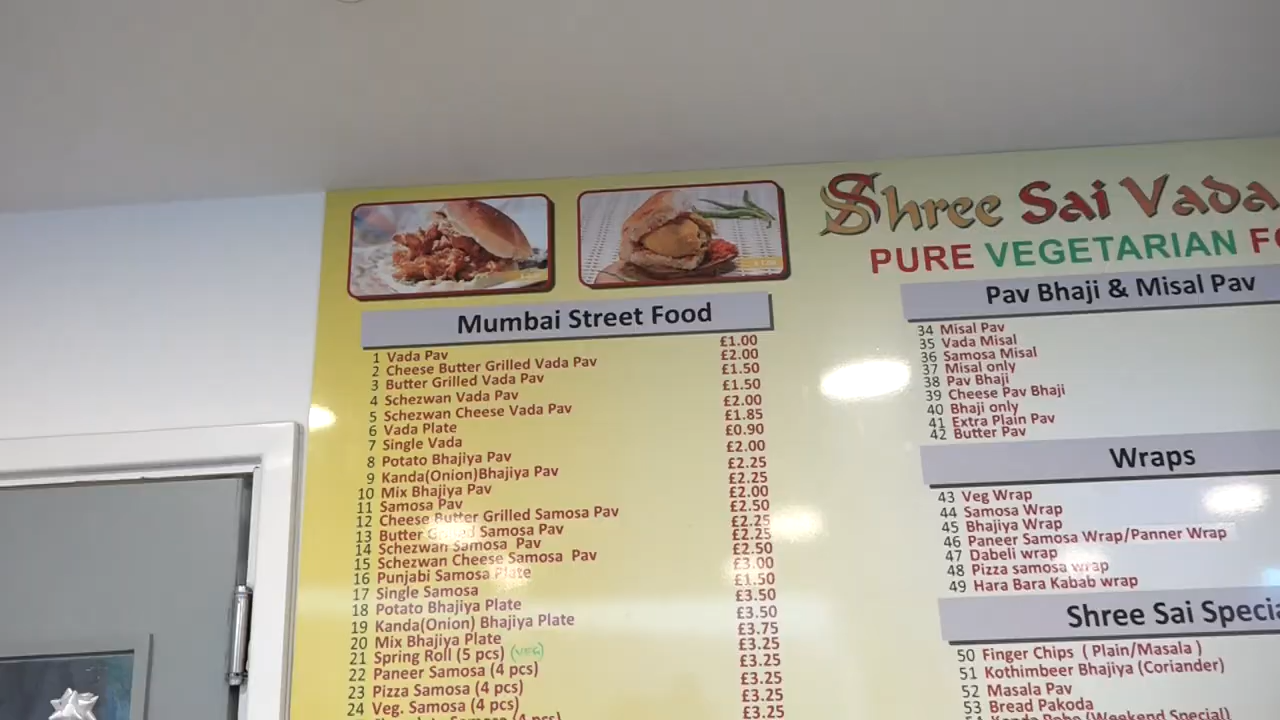 Shree Sai Vada
PURE VEGETARIAN
Mumbai Street Food
1 Vada Pav £1.00
2 Cheese Butter Grilled Vada Pav £2.00
3 Butter Grilled Vada Pav £1.50
4 Schezwan Vada Pav £1.50
5 Schezwan Cheese Vada Pav £2.00
6 Vada Plate £1.85
7 Single Vada £0.90
8 Potato Bhajiya Pav £2.00
9 Kanda(Onion)Bhajiya Pav £2.25
10 Mix Bhajiya Pav £2.25
11 Samosa Pav £2.00
12 Cheese Butter Grilled Samosa Pav £2.50
13 Butter Grilled Samosa Pav £2.25
14 Schezwan Samosa Pav £2.25
15 Schezwan Cheese Samosa Pav £2.50
16 Punjabi Samosa Plate £3.00
17 Single Samosa £1.50
18 Potato Bhajiya Plate £3.50
19 Kanda(Onion) Bhajiya Plate £3.50
20 Mix Bhajiya Plate £3.75
21 Spring Roll (5 pcs) (VEG) £3.25
22 Paneer Samosa (4 pcs) £3.25
23 Pizza Samosa (4 pcs) £3.25
24 Veg. Samosa (4 pcs) £3.25
Samosa (4 pcs) £3.25
Pav Bhaji & Misal Pav
34 Misal Pav
35 Vada Misal
36 Samosa Misal
37 Misal only
38 Pav Bhaji
39 Cheese Pav Bhaji
40 Bhaji only
41 Extra Plain Pav
42 Butter Pav
Wraps
43 Veg Wrap
44 Samosa Wrap
45 Bhajiya Wrap
46 Paneer Samosa Wrap/Panner Wrap
47 Dabeli wrap
48 Pizza samosa wrap
49 Hara Bara Kabab wrap
Shree Sai Specia
50 Finger Chips ( Plain/Masala )
51 Kothimbeer Bhajiya (Coriander)
52 Masala Pav
53 Bread Pakoda
54 Kanda Pohe (Weekend Special)